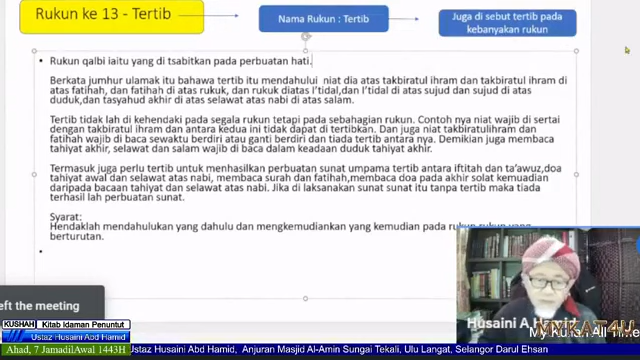 Rukun ke 13 - Tertib
Nama Rukun : Tertib
Juga di sebut tertib pada
kebanyakan rukun
Rukun qalbi iaitu yang di tsabitkan pada perbuatan hati.
Berkata jumhur ulamak itu bahawa tertib itu mendahului niat dia atas takbiratul ihram dan takbiratul ihram di
atas fatihah, dan fatihah di atas rukuk, dan rukuk diatas I'tidal,dan I'tidal di atas sujud dan sujud di atas
duduk,dan tasyahud akhir di atas selawat atas nabi di atas salam.
Tertib tidak lah di kehendaki pada segala rukun tetapi pada sebahagian rukun. Contoh nya niat wajib di sertai
dengan takbiratul ihram dan antara kedua ini tidak dapat di tertibkan. Dan juga niat takbiratulihram dan
fatihah wajib di baca sewaktu berdiri atau ganti berdiri dan tiada tertib antara nya. Demikian juga membaca
tahiyat akhir, selawat dan salam wajib di baca dalam keadaan duduk tahiyat akhir.
Termasuk juga perlu tertib untuk menhasilkan perbuatan sunat umpama tertib antara iftitah dan ta'awuz,doa
tahiyat awal dan selawat atas nabi, membaca surah dan fatihah,membaca doa pada akhir solat kemuadian
daripada bacaan tahiyat dan selawat atas nabi. Jika di laksanakan sunat sunat itu tanpa tertib maka tiada
terhasil lah perbuatan sunat.
Syarat:
Hendaklah mendahulukan yang dahulu dan mengkemudiankan yang kemudian pada rukun rukun yang
berturutan.
eft the meeting
Husaini A Hamid
My Kuliah All Time
MYKAT4U
KUSHAH Kitab Idaman Penuntut
Ustaz Husaini Abd Hamid
Ahad, 7 JamadilAwal 1443H
Ustaz Husaini Abd Hamid, Anjuran Masjid Al-Amin Sungai Tekali, Ulu Langat, Selangor Darul Ehsan